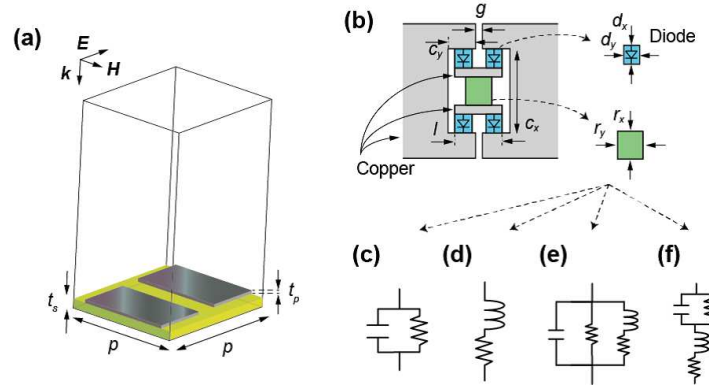 (a)
E
H
k
t_s
t_p
p
p
(b)
g
c_y
l
c_x
Copper
d_x
d_y
Diode
r_x
r_y
(c)
(d)
(e)
(f)